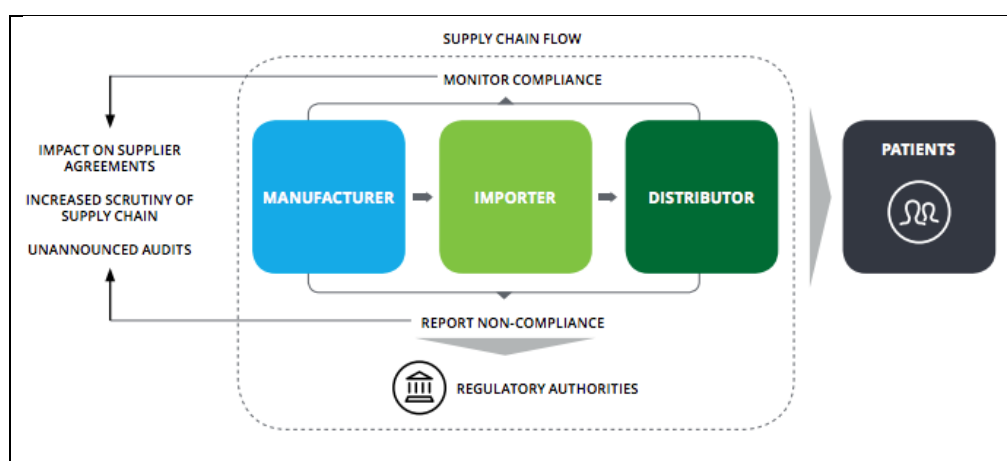 SUPPLY CHAIN FLOW
MONITOR COMPLIANCE
IMPACT ON SUPPLIER
AGREEMENTS
INCREASED SCRUTINY OF
SUPPLY CHAIN
UNANNOUNCED AUDITS
MANUFACTURER
IMPORTER
DISTRIBUTOR
PATIENTS
REPORT NON-COMPLIANCE
REGULATORY AUTHORITIES